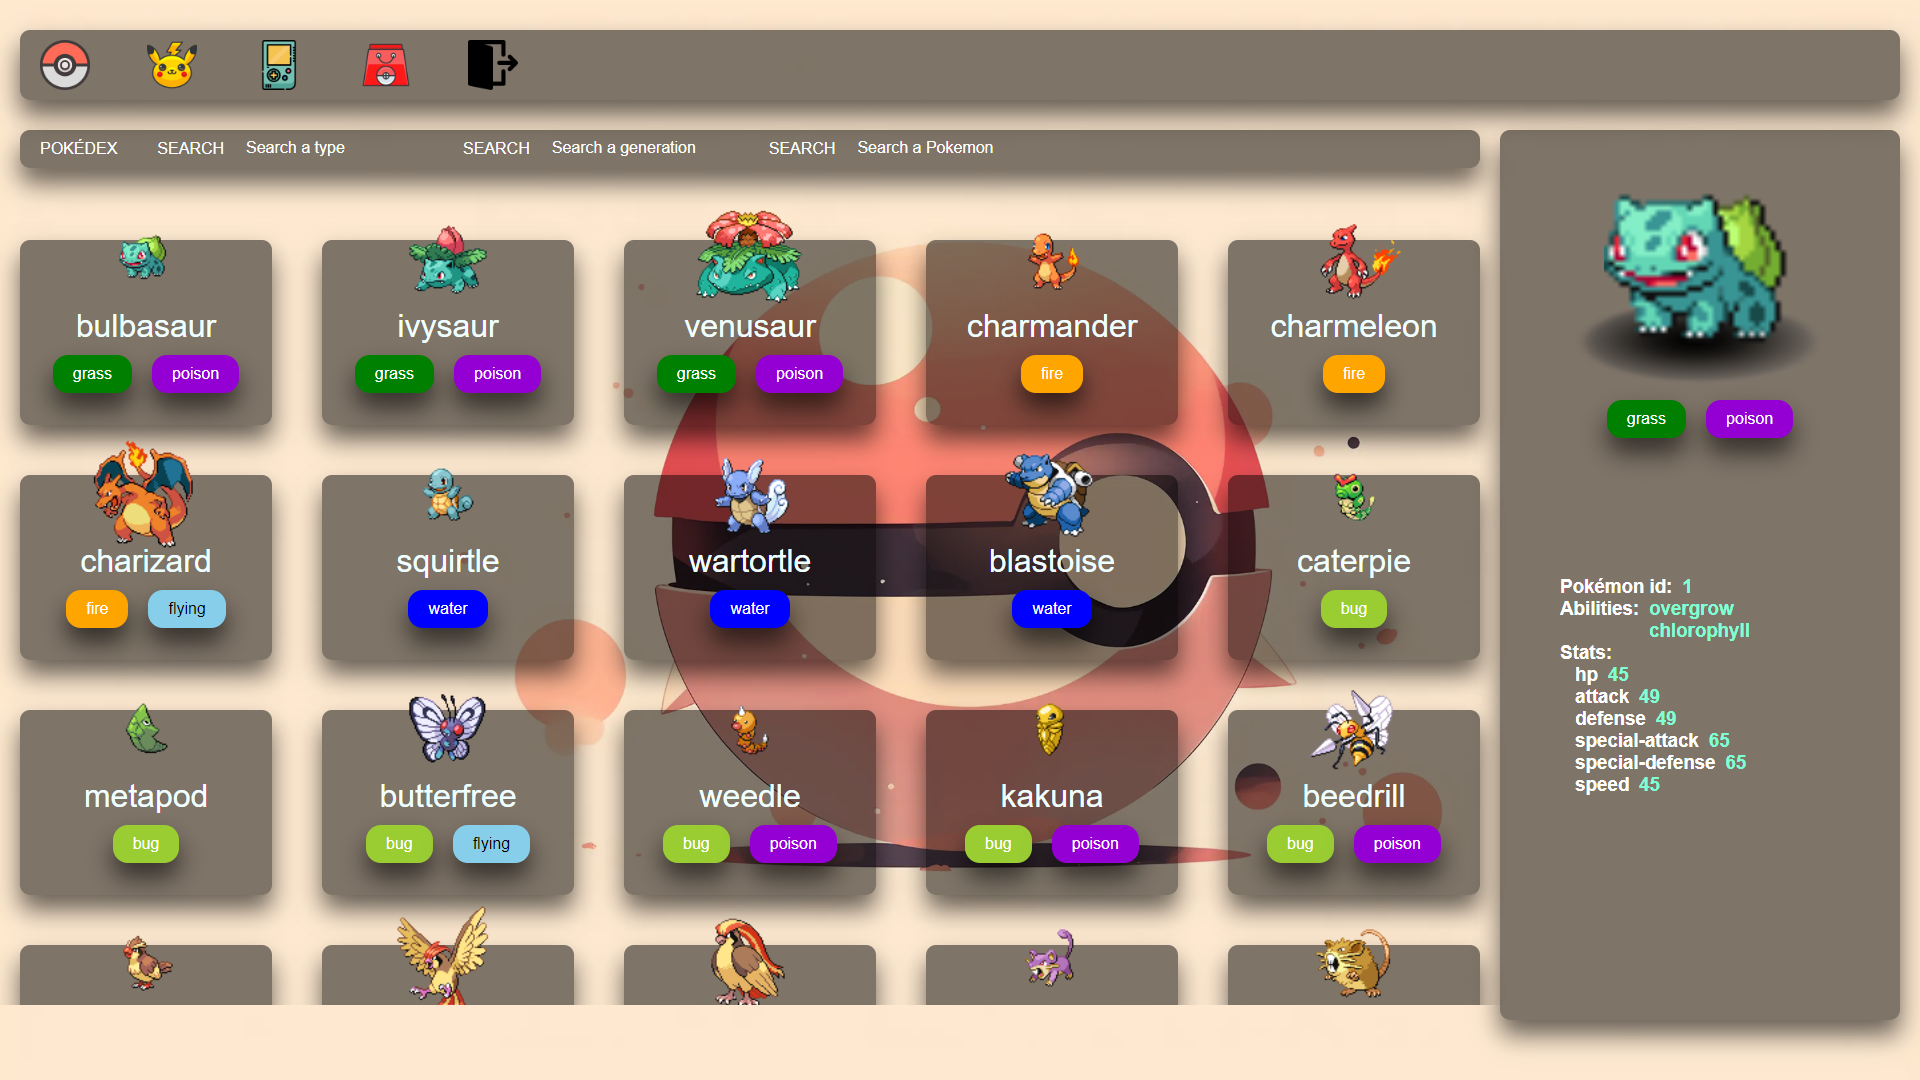 POKÉDEX SEARCH Search a type SEARCH Search a generation SEARCH Search a Pokemon
bulbasaur ivysaur venusaur charmander charmeleon
grass poison grass poison grass poison fire fire
charizard squirtle wartortle blastoise caterpie
fire flying water water water bug
metapod butterfree weedle kakuna beedrill
bug bug flying bug poison bug poison bug poison
grass poison
Pokémon id: 1
Abilities: overgrow
chlorophyll
Stats:
hp 45
attack 49
defense 49
special-attack 65
special-defense 65
speed 45